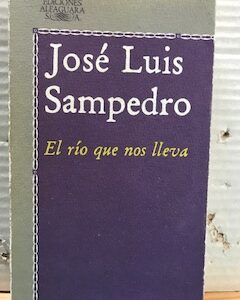 EDICIONES
ALFAGUARA
S. A.
José Luis
Sampedro
El río que nos lleva